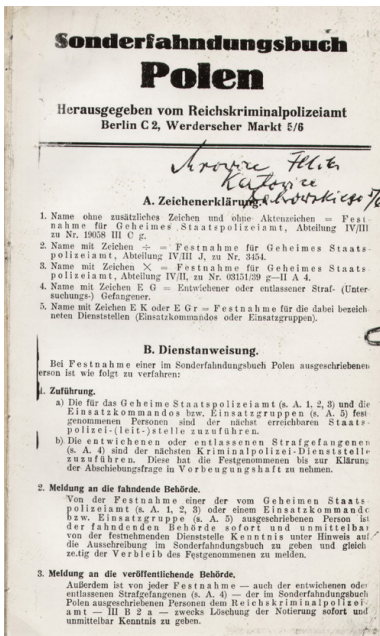 Sonderfahndungsbuch
Polen
Herausgegeben vom Reichskriminalpolizeiamt
Berlin C 2, Werderscher Markt 5/6
Katowice
A. Zeichenerklärung.
1. Name ohne zusätzliches Zeichen und ohne Aktenzeichen = Fest-
nahme für Geheimes Staatspolizeiamt, Abteilung IV/III
zu Nr. 19058 III C g.
2. Name mit Zeichen ÷ = Festnahme für Geheimes Staats-
polizeiamt, Abteilung IV/III J, zu Nr. 3454.
3. Name mit Zeichen × = Festnahme für Geheimes Staats-
polizeiamt, Abteilung IV/II, zu Nr. 03151/39 g—II A 4.
4. Name mit Zeichen E G = Entwichener oder entlassener Straf- (Unter-
suchungs-) Gefangener.
5. Name mit Zeichen E K oder E Gr = Festnahme für die dabei bezeich-
neten Dienststellen (Einsatzkommandos oder Einsatzgruppen).
B. Dienstanweisung.
Bei Festnahme einer im Sonderfahndungsbuch Polen ausgeschriebenen
erson ist wie folgt zu verfahren:
1. Zuführung.
a) Die für das Geheime Staatspolizeiamt (s. A. 1, 2, 3) und die
Einsatzkommandos bzw. Einsatzgruppen (s. A. 5) fest-
genommenen Personen sind der nächst erreichbaren Staats-
polizei-(leit-)stelle zuzuführen.
b) Die entwichenen oder entlassenen Strafgefangenen
(s. A. 4) sind der nächsten Kriminalpolizei-Dienststelle
zuzuführen. Diese hat die Festgenommenen bis zur Klärung
der Abschiebungsfrage in Vorbeugungshaft zu nehmen.
2. Meldung an die fahndende Behörde.
Von der Festnahme einer der vom Geheimen Staats-
polizeiamt (s. A. 1, 2, 3) oder einem Einsatzkommando
bzw. Einsatzgruppe (s. A. 5) ausgeschriebenen Person ist
der fahndenden Behörde sofort und unmittelbar
von der festnehmenden Dienststelle Kenntnis unter Hinweis auf
die Ausschreibung im Sonderfahndungsbuch zu geben und gleich-
zeitig der Verbleib des Festgenommenen zu melden.
3. Meldung an die veröffentlichende Behörde.
Außerdem ist von jeder Festnahme — auch der entwichenen oder
entlassenen Strafgefangenen (s. A. 4) — der im Sonderfahndungsbuch
Polen ausgeschriebenen Personen dem Reichskriminalpolizei-
amt — III B 2 a — zwecks Löschung der Notierung sofort und
unmittelbar Kenntnis zu geben.